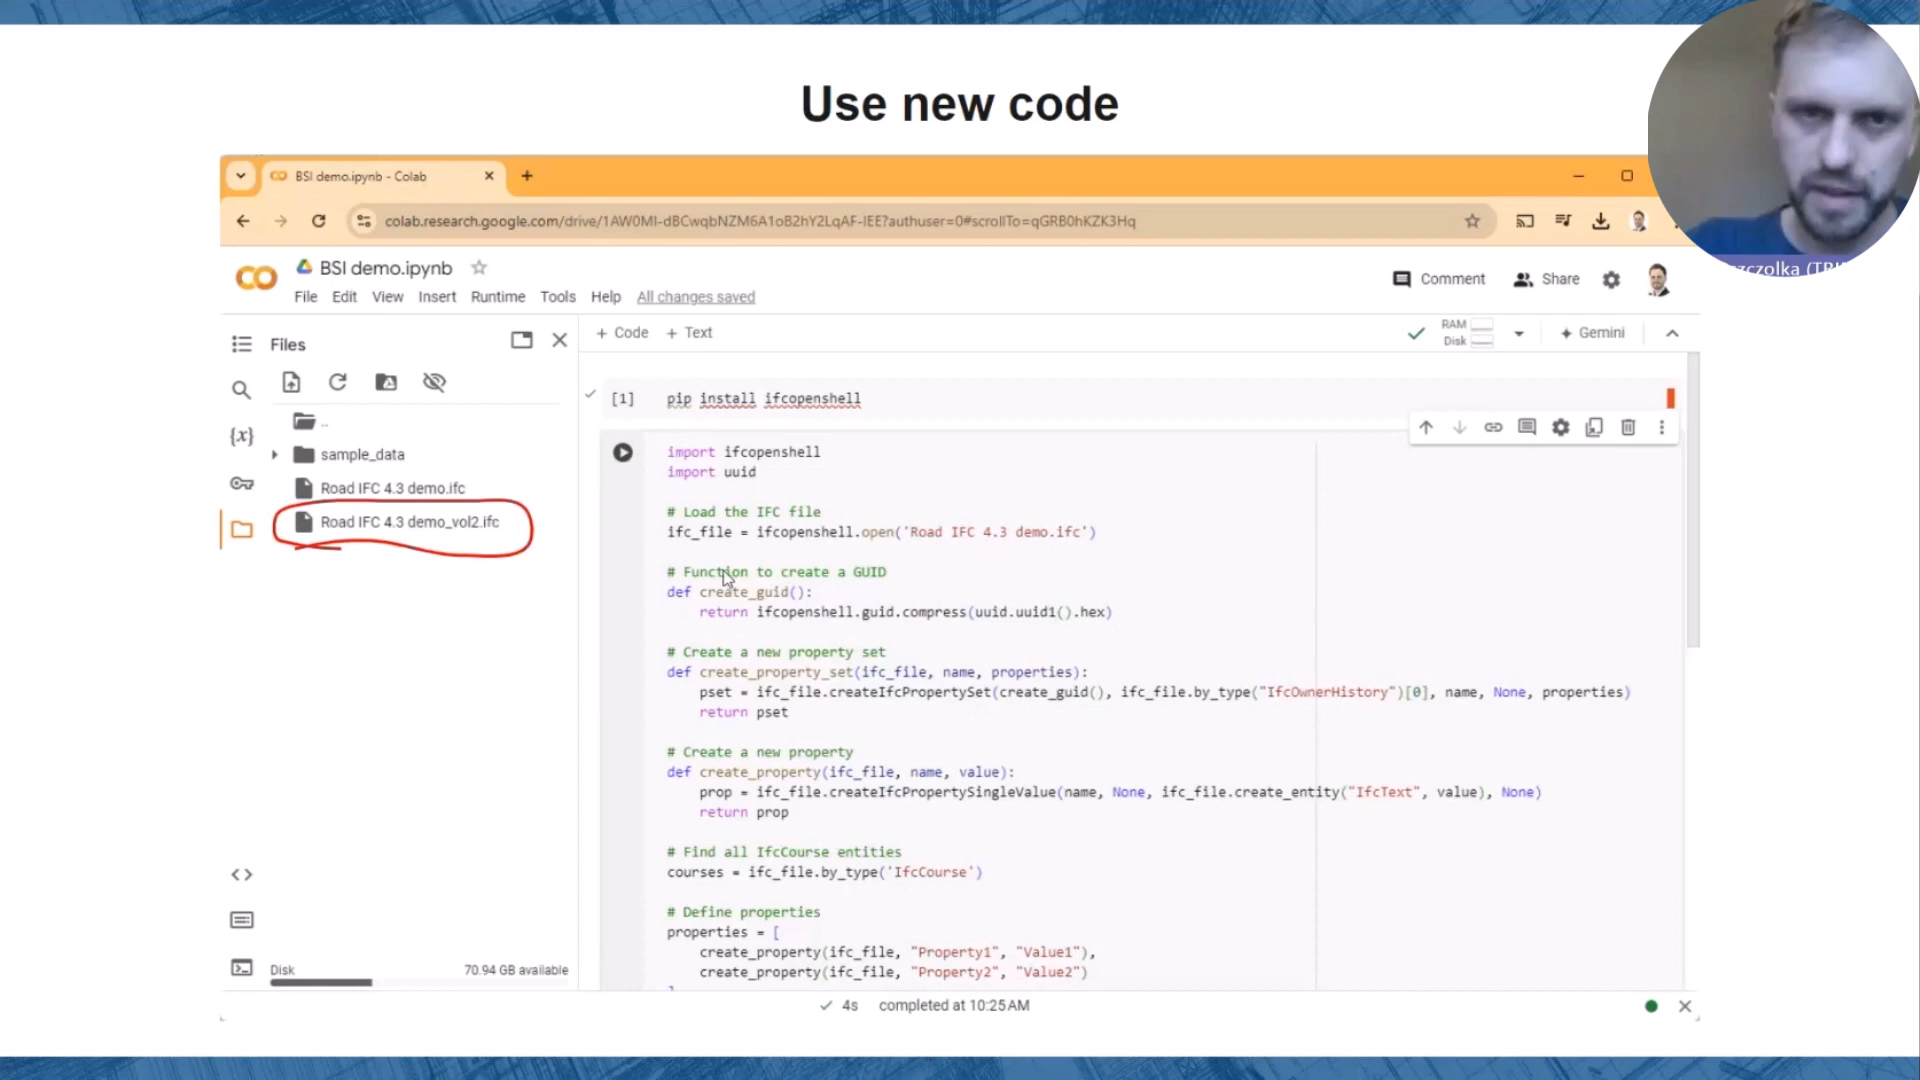 Use new code
BSI demo.ipynb - Colab
colab.research.google.com/drive/1AW0MI-dBCwqbNZM6A1oB2hY2LqAF-IEE?authuser=0#scrollTo=qGRB0hKZK3Hq
BSI demo.ipynb
Comment
Share
File Edit View Insert Runtime Tools Help All changes saved
Files
+ Code + Text
RAM
Disk
Gemini
..
sample_data
Road IFC 4.3 demo.ifc
Road IFC 4.3 demo_vol2.ifc
Disk
70.94 GB available
[1] pip install ifcopenshell
import ifcopenshell
import uuid
# Load the IFC file
ifc_file = ifcopenshell.open('Road IFC 4.3 demo.ifc')
# Function to create a GUID
def create_guid():
return ifcopenshell.guid.compress(uuid.uuid1().hex)
# Create a new property set
def create_property_set(ifc_file, name, properties):
pset = ifc_file.createIfcPropertySet(create_guid(), ifc_file.by_type("IfcOwnerHistory")[0], name, None, properties)
return pset
# Create a new property
def create_property(ifc_file, name, value):
prop = ifc_file.createIfcPropertySingleValue(name, None, ifc_file.create_entity("IfcText", value), None)
return prop
# Find all IfcCourse entities
courses = ifc_file.by_type('IfcCourse')
# Define properties
properties = [
create_property(ifc_file, "Property1", "Value1"),
create_property(ifc_file, "Property2", "Value2")
4s completed at 10:25 AM